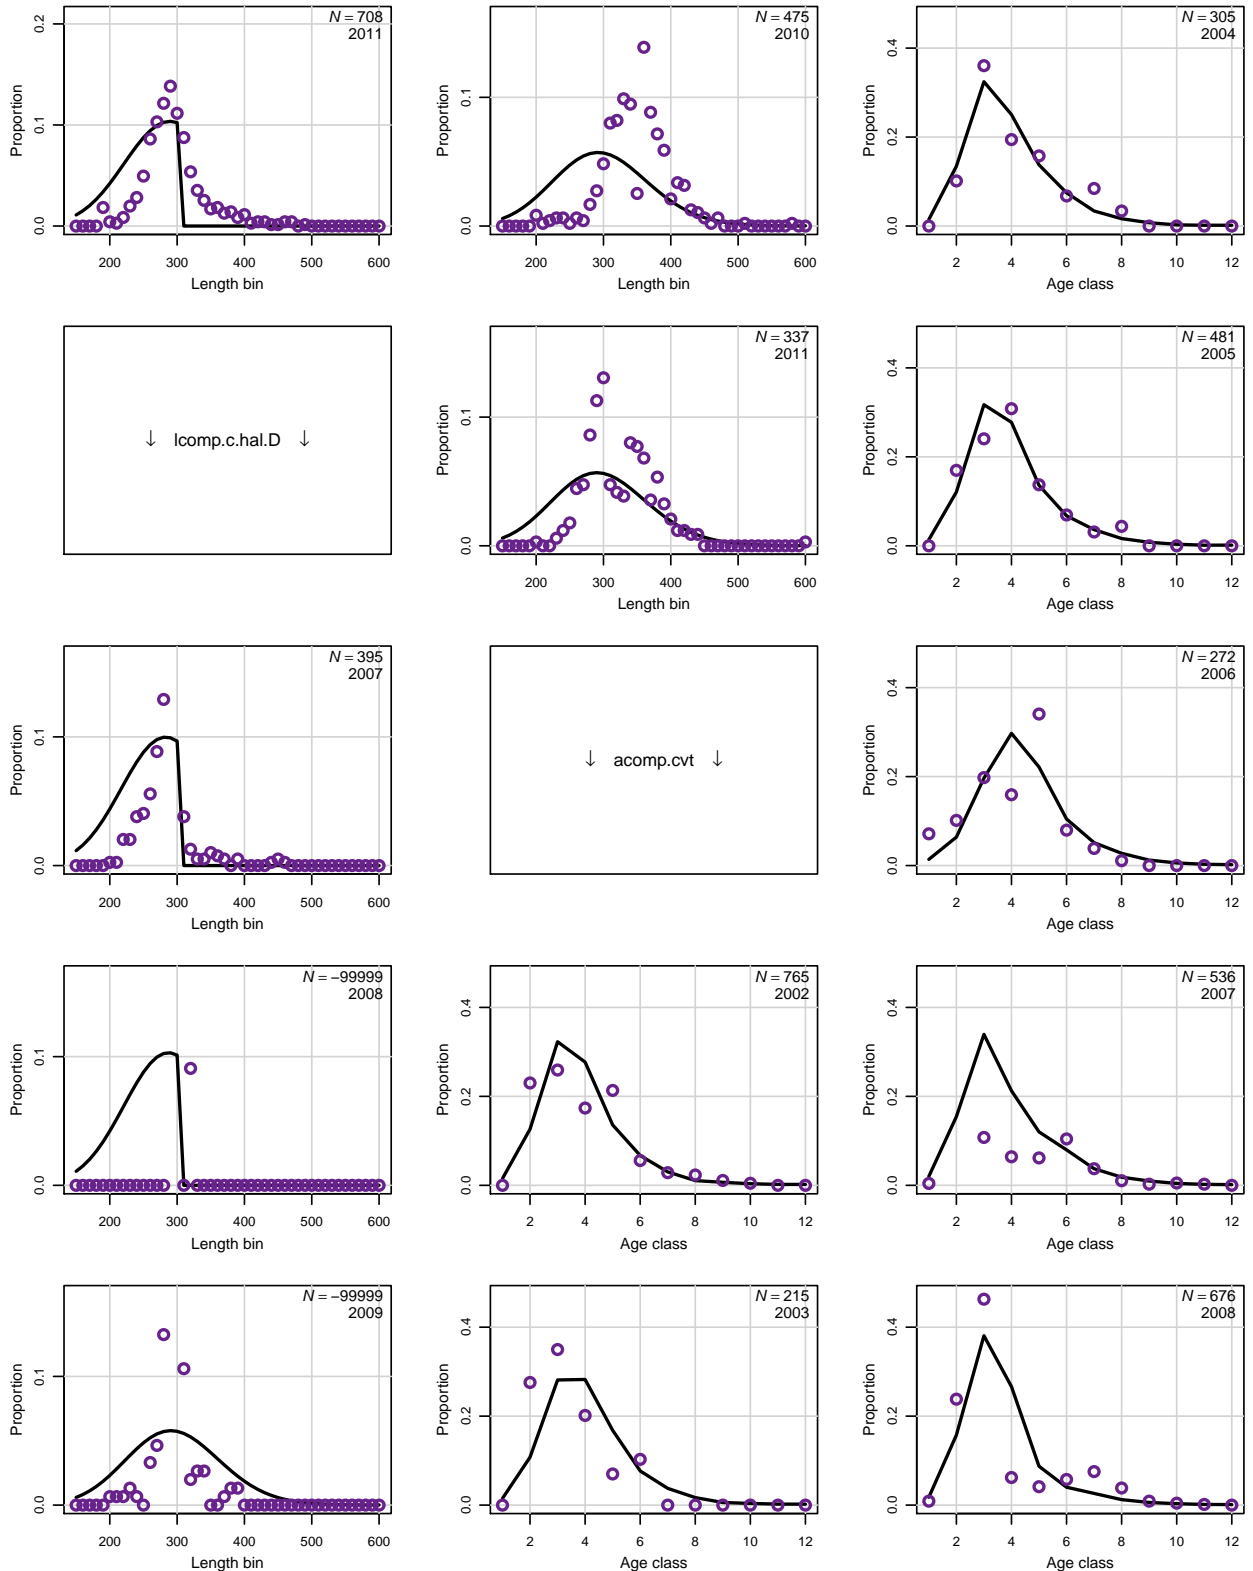 N = 708
2011
Proportion
0.0 0.1 0.2
200 300 400 500 600
Length bin
N = 475
2010
Proportion
0.0 0.1
200 300 400 500 600
Length bin
N = 305
2004
Proportion
0.0 0.2 0.4
2 4 6 8 10 12
Age class
↓ lcomp.c.hal.D ↓
N = 337
2011
Proportion
0.0 0.1
200 300 400 500 600
Length bin
N = 481
2005
Proportion
0.0 0.2 0.4
2 4 6 8 10 12
Age class
N = 395
2007
Proportion
0.0 0.1
200 300 400 500 600
Length bin
↓ acomp.cvt ↓
N = 272
2006
Proportion
0.0 0.2 0.4
2 4 6 8 10 12
Age class
N = −99999
2008
Proportion
0.0 0.1
200 300 400 500 600
Length bin
N = 765
2002
Proportion
0.0 0.2 0.4
2 4 6 8 10 12
Age class
N = 536
2007
Proportion
0.0 0.2 0.4
2 4 6 8 10 12
Age class
N = −99999
2009
Proportion
0.0 0.1
200 300 400 500 600
Length bin
N = 215
2003
Proportion
0.0 0.2 0.4
2 4 6 8 10 12
Age class
N = 676
2008
Proportion
0.0 0.2 0.4
2 4 6 8 10 12
Age class